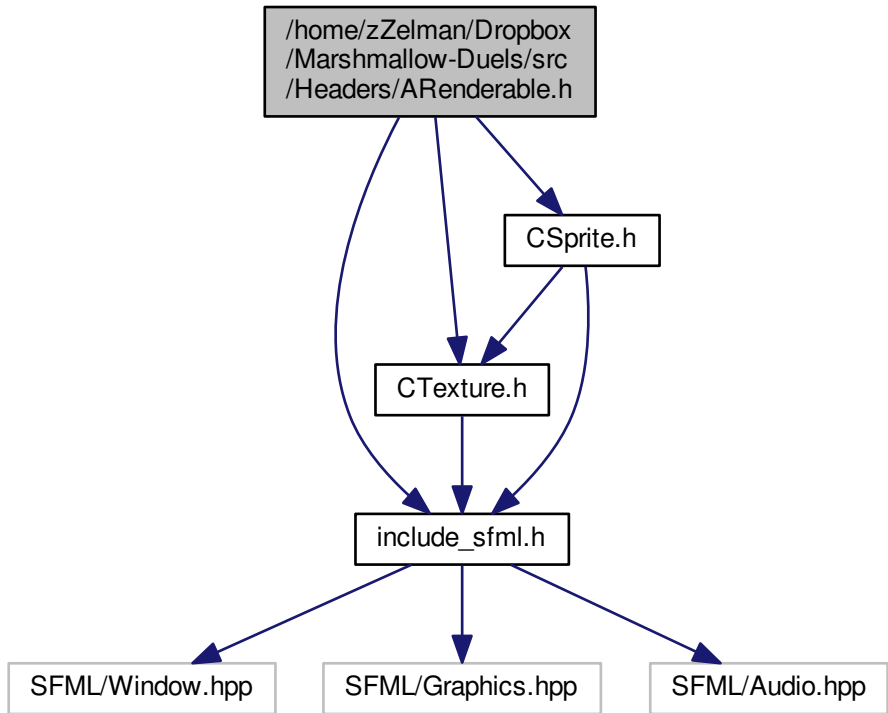 /home/zZelman/Dropbox
/Marshmallow-Duels/src
/Headers/ARenderable.h
CSprite.h
CTexture.h
include_sfml.h
SFML/Window.hpp
SFML/Graphics.hpp
SFML/Audio.hpp